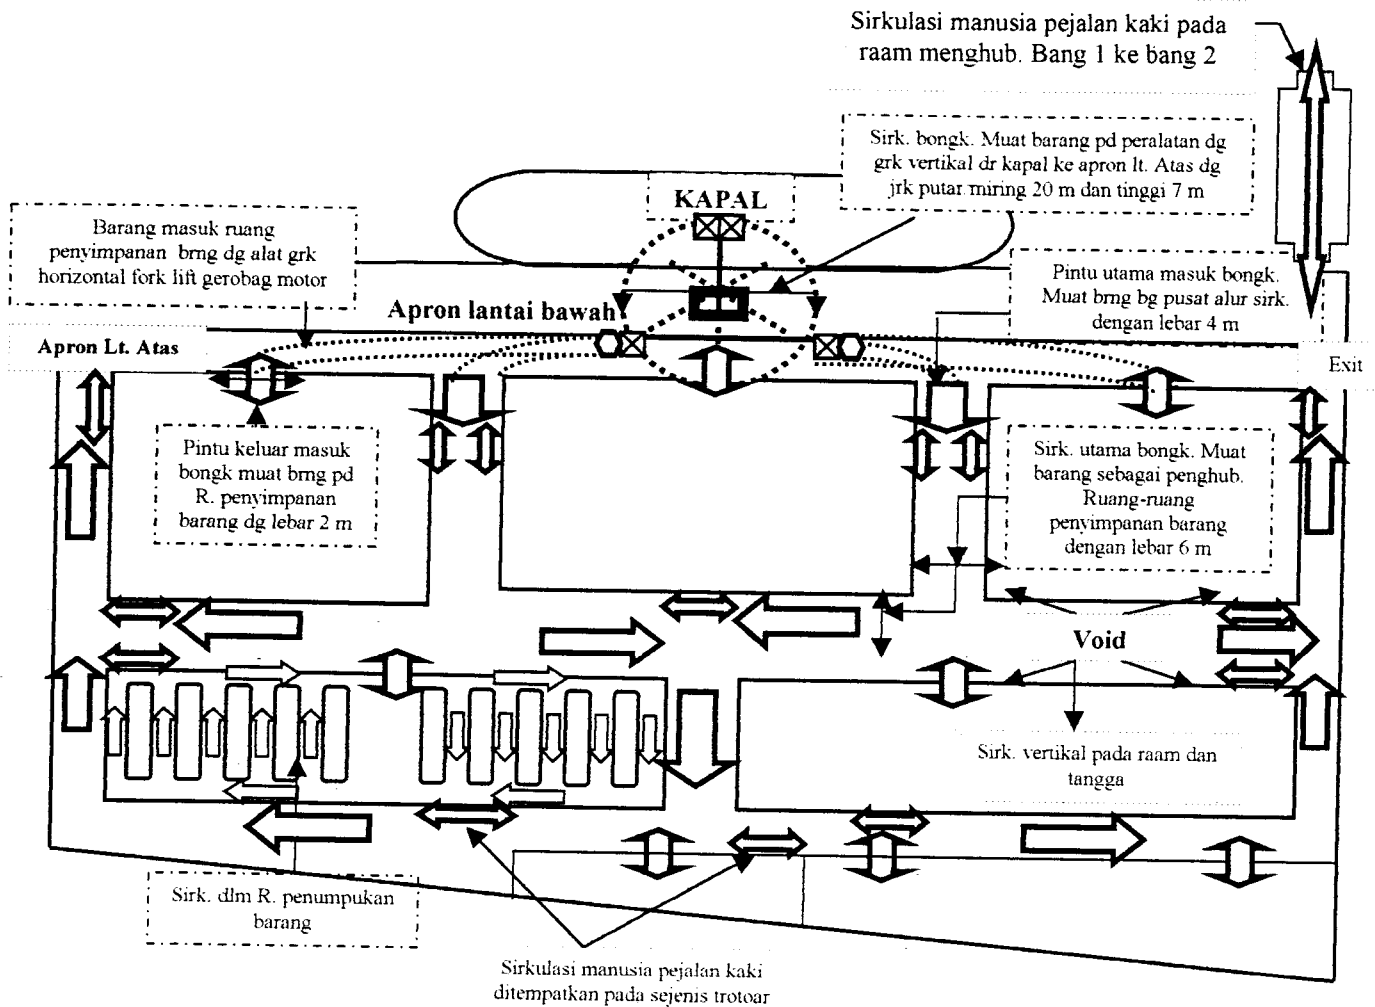 Sirkulasi manusia pejalan kaki pada
raam menghub. Bang 1 ke bang 2
Sirk. bongk. Muat barang pd peralatan dg
grk vertikal dr kapal ke apron lt. Atas dg
jrk putar miring 20 m dan tinggi 7 m
KAPAL
Barang masuk ruang
penyimpanan brng dg alat grk
horizontal fork lift gerobag motor
Pintu utama masuk bongk.
Muat brng bg pusat alur sirk.
dengan lebar 4 m
Apron lantai bawah
Apron Lt. Atas
Exit
Pintu keluar masuk
bongk muat brng pd
R. penyimpanan
barang dg lebar 2 m
Sirk. utama bongk. Muat
barang sebagai penghub.
Ruang-ruang
penyimpanan barang
dengan lebar 6 m
Void
Sirk. vertikal pada raam dan
tangga
Sirk. dlm R. penumpukan
barang
Sirkulasi manusia pejalan kaki
ditempatkan pada sejenis trotoar